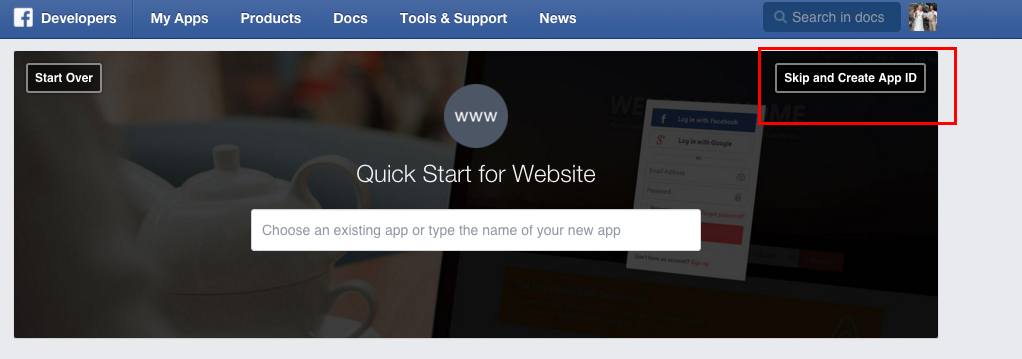 Developers My Apps Products Docs Tools & Support News Search in docs
Start Over
Skip and Create App ID
www
Quick Start for Website
Choose an existing app or type the name of your new app
Log in with Facebook
Log in with Google
or
Email Address
Password
Don't have an account? Sign up